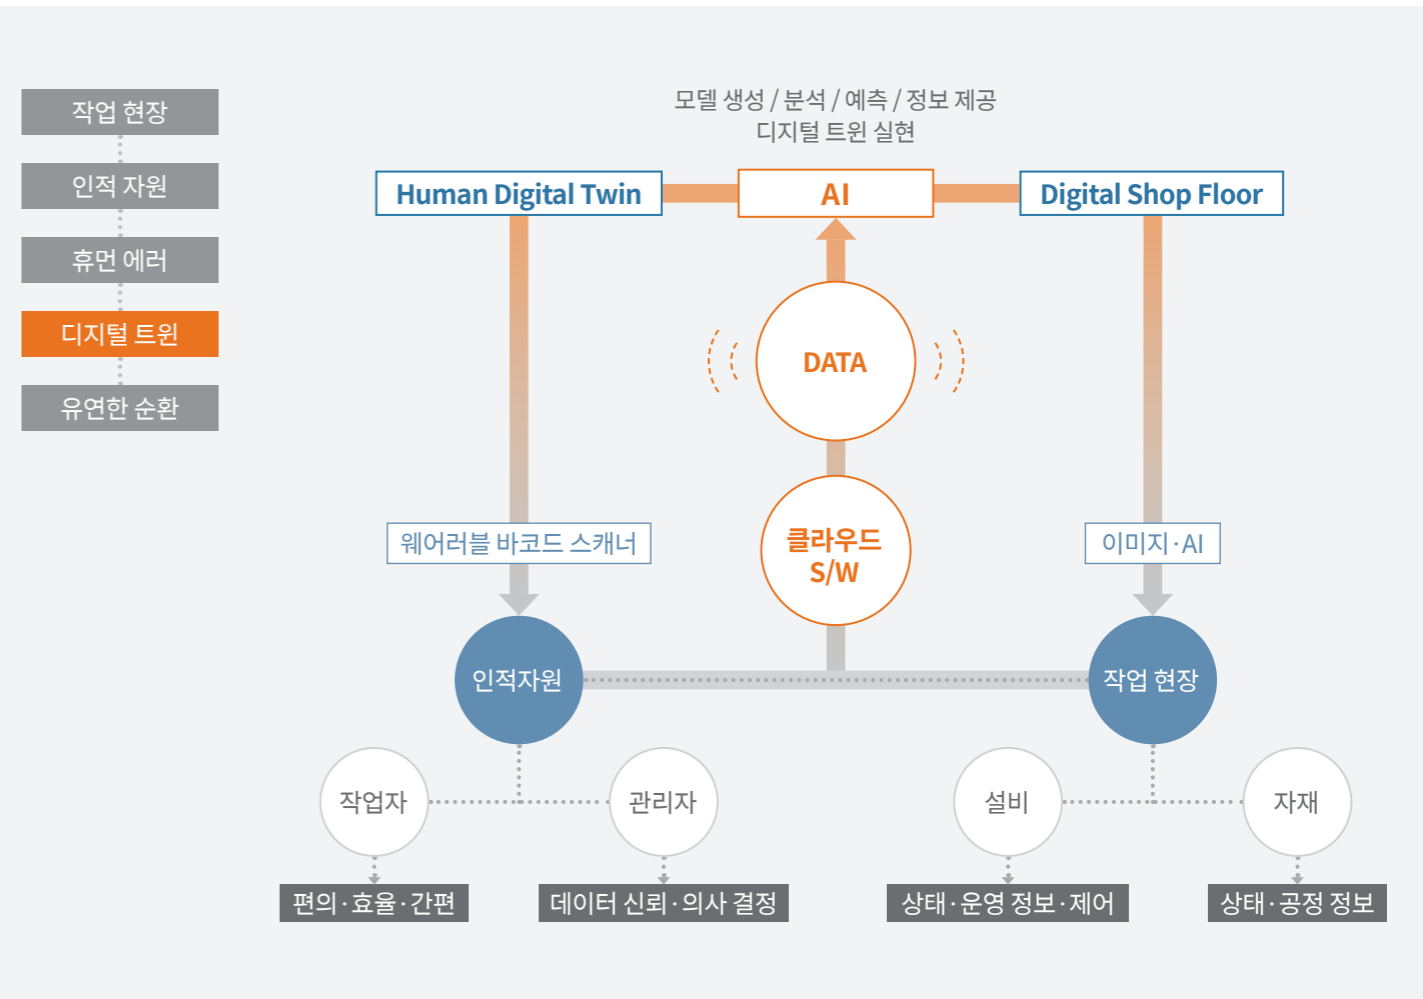 작업 현장
인적 자원
휴먼 에러
디지털 트윈
유연한 순환
모델 생성 / 분석 / 예측 / 정보 제공
디지털 트윈 실현
Human Digital Twin
AI
Digital Shop Floor
DATA
클라우드
S/W
웨어러블 바코드 스캐너
이미지·AI
인적자원
작업 현장
작업자
관리자
설비
자재
편의·효율·간편
데이터 신뢰·의사 결정
상태·운영 정보·제어
상태·공정 정보